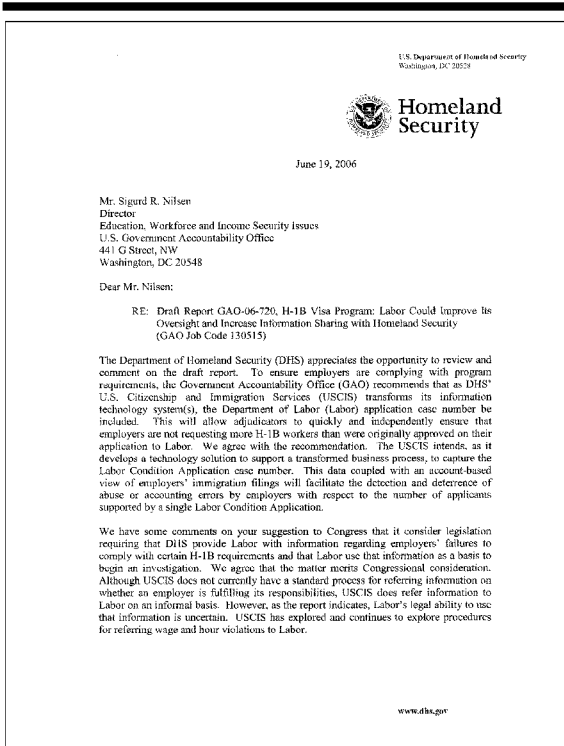 U.S. Department of Homeland Security
Washington, DC 20528
Homeland
Security
June 19, 2006
Mr. Sigurd R. Nilsen
Director
Education, Workforce and Income Security Issues
U.S. Government Accountability Office
441 G Street, NW
Washington, DC 20548
Dear Mr. Nilsen:
RE: Draft Report GAO-06-720, H-1B Visa Program: Labor Could Improve Its
Oversight and Increase Information Sharing with Homeland Security
(GAO Job Code 130515)
The Department of Homeland Security (DHS) appreciates the opportunity to review and
comment on the draft report. To ensure employers are complying with program
requirements, the Government Accountability Office (GAO) recommends that as DHS'
U.S. Citizenship and Immigration Services (USCIS) transforms its information
technology system(s), the Department of Labor (Labor) application case number be
included. This will allow adjudicators to quickly and independently ensure that
employers are not requesting more H-1B workers than were originally approved on their
application to Labor. We agree with the recommendation. The USCIS intends, as it
develops a technology solution to support a transformed business process, to capture the
Labor Condition Application case number. This data coupled with an account-based
view of employers' immigration filings will facilitate the detection and deterrence of
abuse or accounting errors by employers with respect to the number of applicants
supported by a single Labor Condition Application.
We have some comments on your suggestion to Congress that it consider legislation
requiring that DHS provide Labor with information regarding employers' failures to
comply with certain H-1B requirements and that Labor use that information as a basis to
begin an investigation. We agree that the matter merits Congressional consideration.
Although USCIS does not currently have a standard process for referring information on
whether an employer is fulfilling its responsibilities, USCIS does refer information to
Labor on an informal basis. However, as the report indicates, Labor's legal ability to use
that information is uncertain. USCIS has explored and continues to explore procedures
for referring wage and hour violations to Labor.
www.dhs.gov